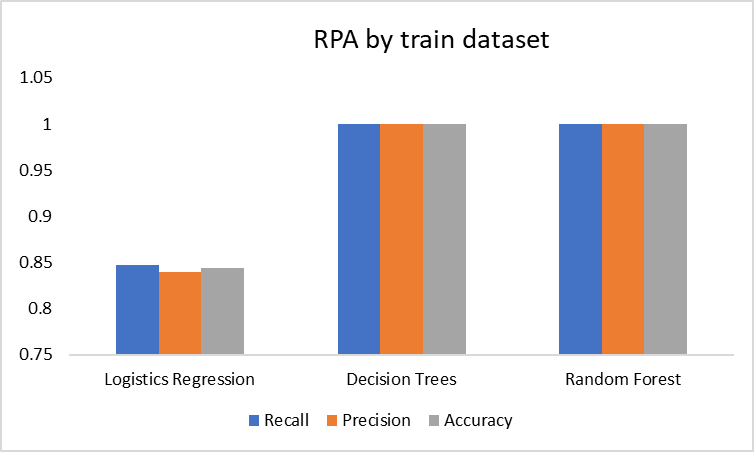 RPA by train dataset
1.05
1
0.95
0.9
0.85
0.8
0.75
Logistics Regression Decision Trees Random Forest
Recall Precision Accuracy